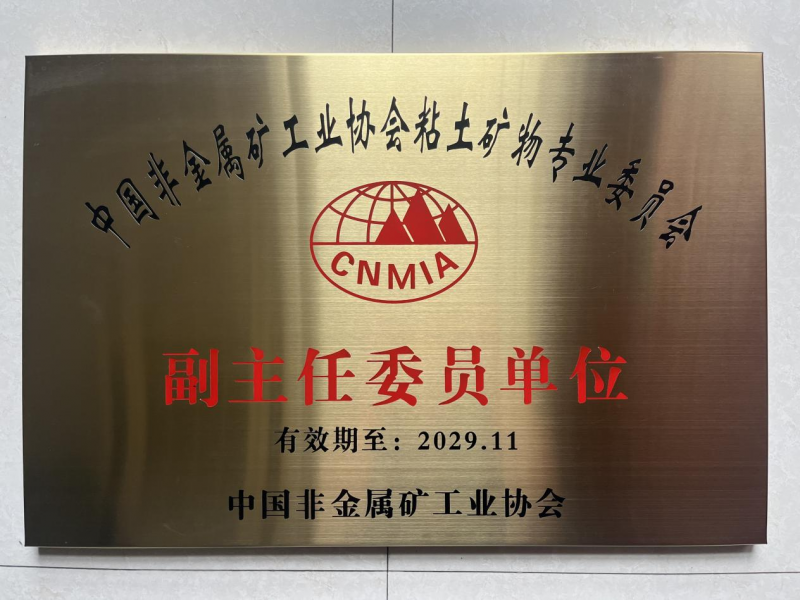 中国非金属矿工业协会粘土矿物专业委员会
CNMIA
副主任委员单位
有效期至：2029.11
中国非金属矿工业协会